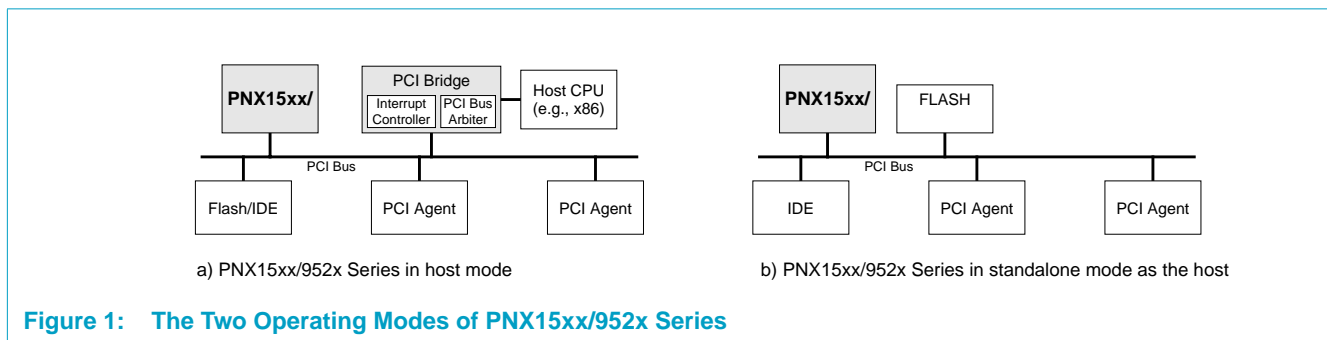 PNX15xx/
PCI Bridge
Interrupt
Controller
PCI Bus
Arbiter
Host CPU
(e.g., x86)
PCI Bus
Flash/IDE
PCI Agent
PCI Agent
a) PNX15xx/952x Series in host mode
PNX15xx/
FLASH
PCI Bus
IDE
PCI Agent
PCI Agent
b) PNX15xx/952x Series in standalone mode as the host
Figure 1: The Two Operating Modes of PNX15xx/952x Series